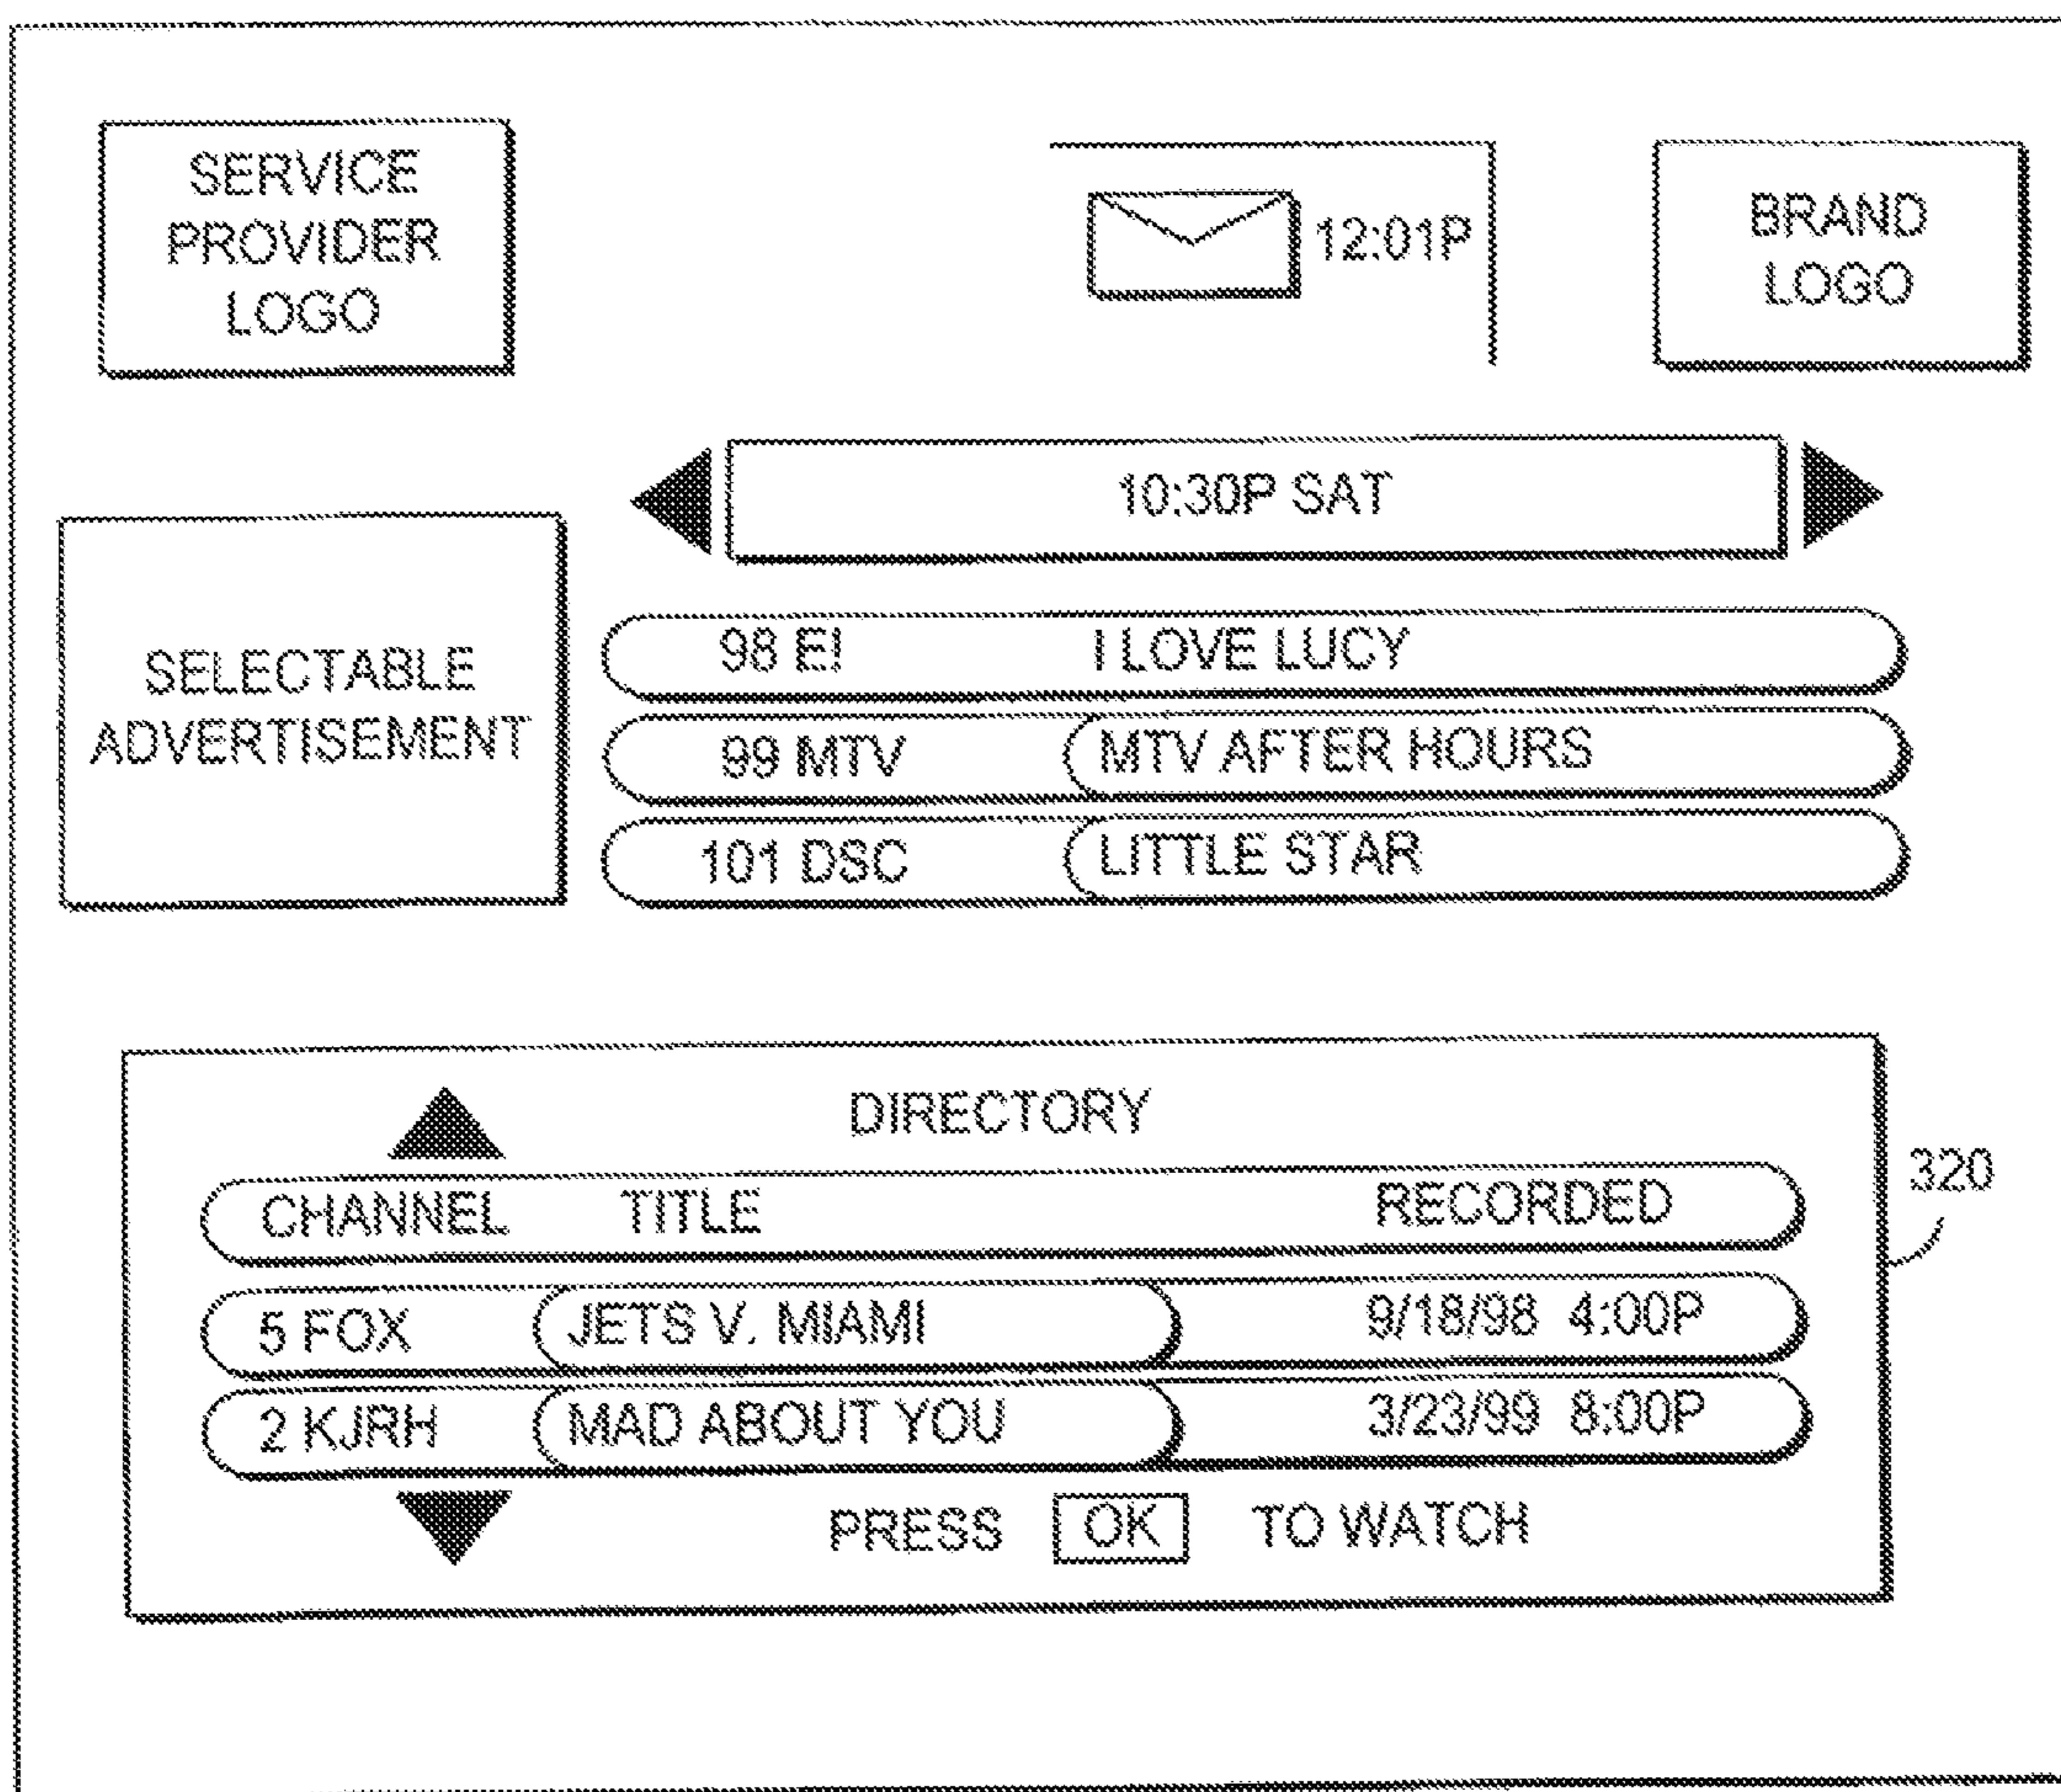 SERVICE
PROVIDER
LOGO
12:01P
BRAND
LOGO
10:30P SAT
SELECTABLE
ADVERTISEMENT
98 E! I LOVE LUCY
99 MTV MTV AFTER HOURS
101 DSC LITTLE STAR
DIRECTORY
320
CHANNEL TITLE RECORDED
5 FOX JETS V. MIAMI 9/18/98 4:00P
2 KJRH MAD ABOUT YOU 3/23/99 8:00P
PRESS OK TO WATCH